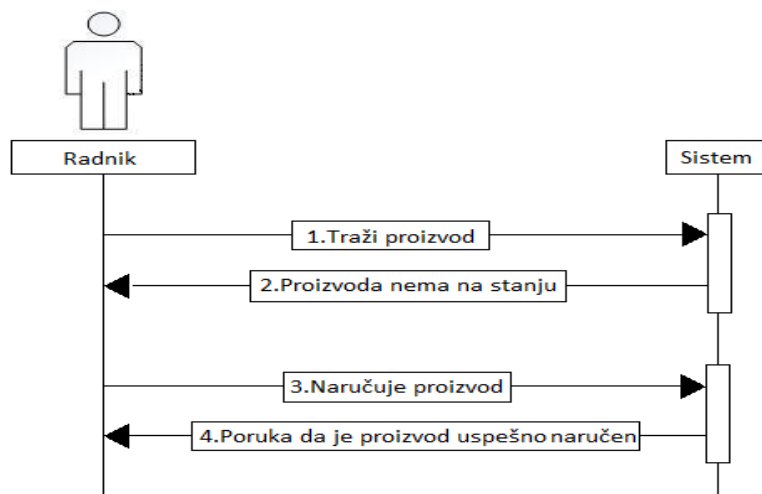 Radnik
Sistem
1.Traži proizvod
2.Proizvoda nema na stanju
3.Naručuje proizvod
4.Poruka da je proizvod uspešno naručen